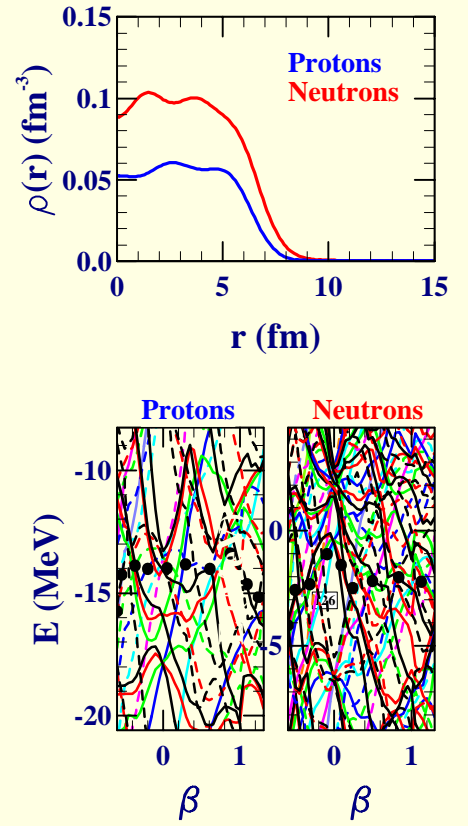 0.15
Protons
Neutrons
0.1
0.05
0.0
ρ(r) (fm⁻³)
0 5 10 15
r (fm)
Protons Neutrons
-10
-15
-20
E (MeV)
0
-5
126
0 1 0 1
β β